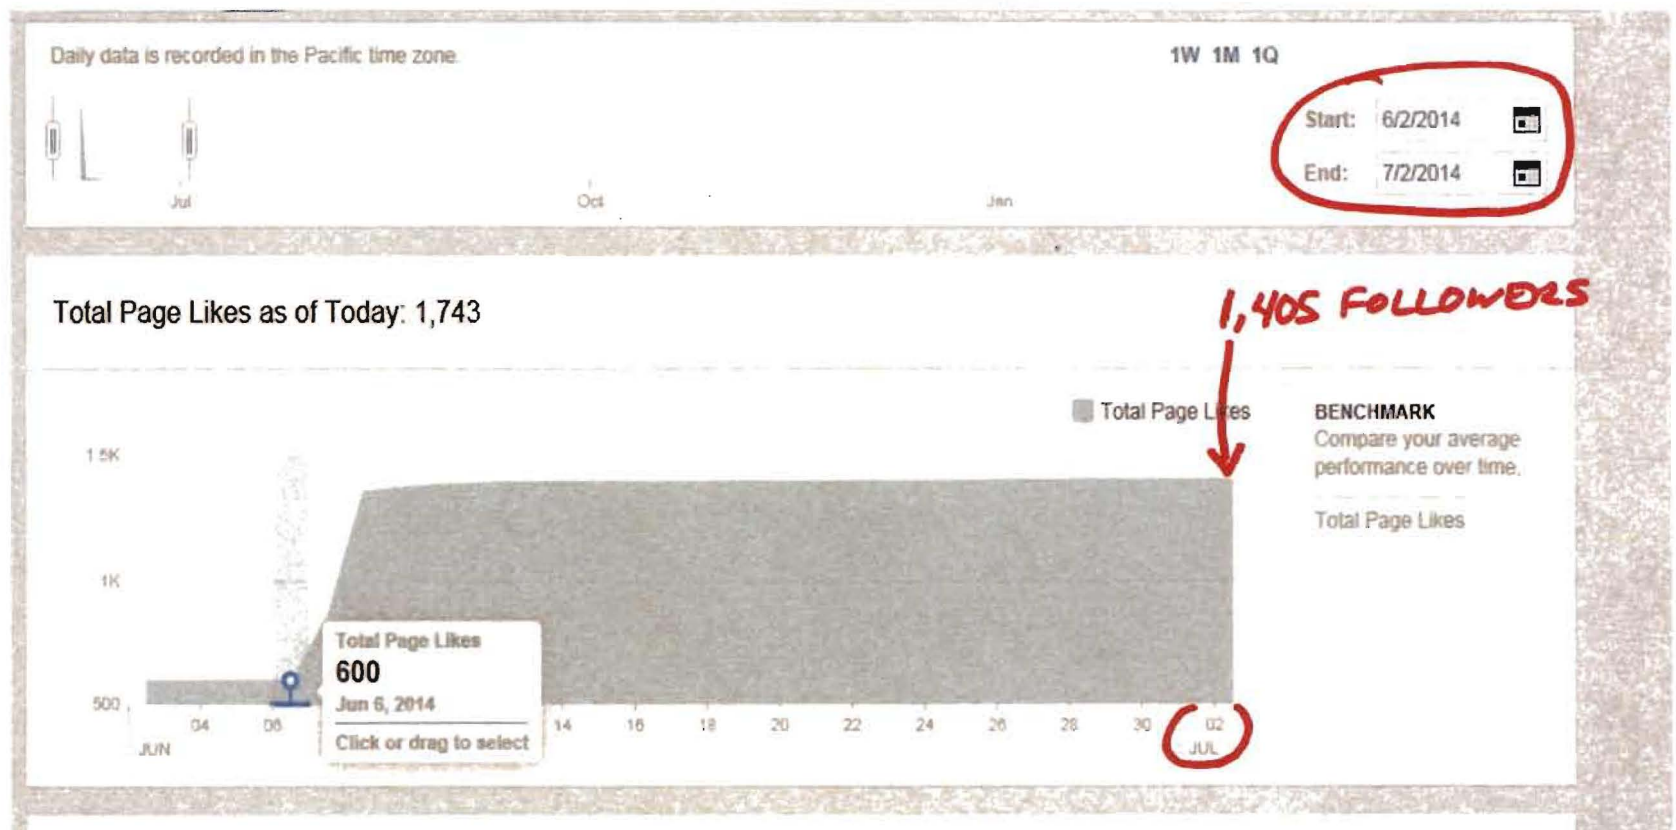 Daily data is recorded in the Pacific time zone.
1W 1M 1Q
Start: 6/2/2014
End: 7/2/2014
Jul Oct Jan
Total Page Likes as of Today: 1,743
1,405 FOLLOWERS
Total Page Likes
BENCHMARK
Compare your average
performance over time.
Total Page Likes
1.5K
1K
500
Total Page Likes
600
Jun 6, 2014
Click or drag to select
04 06 14 16 18 20 22 24 26 28 30 02
JUN JUL